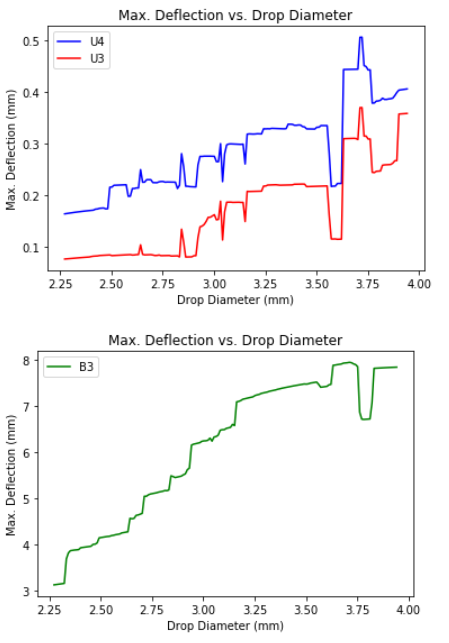 Max. Deflection vs. Drop Diameter
U4
U3
0.5
0.4
0.3
0.2
0.1
Max. Deflection (mm)
2.25 2.50 2.75 3.00 3.25 3.50 3.75 4.00
Drop Diameter (mm)
Max. Deflection vs. Drop Diameter
B3
8
7
6
5
4
3
Max. Deflection (mm)
2.25 2.50 2.75 3.00 3.25 3.50 3.75 4.00
Drop Diameter (mm)